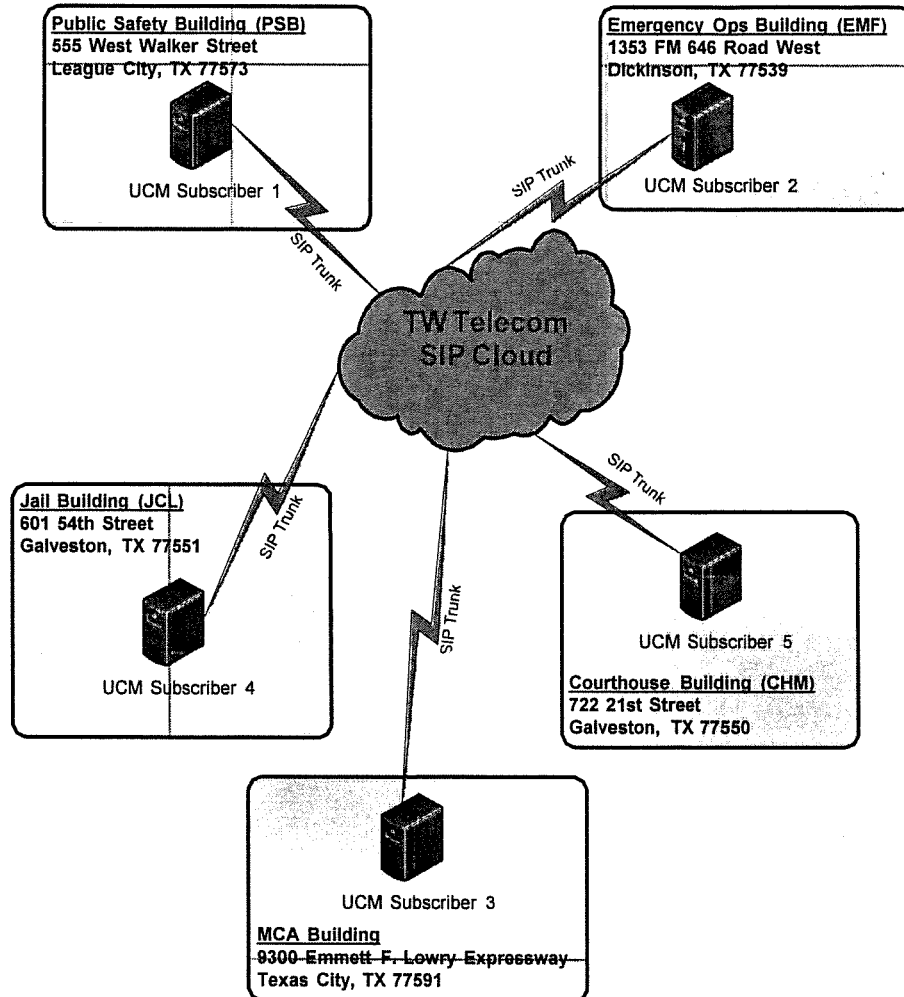 Public Safety Building (PSB)
555 West Walker Street
League City, TX 77573
UCM Subscriber 1
SIP Trunk
Emergency Ops Building (EMF)
1353 FM 646 Road West
Dickinson, TX 77539
UCM Subscriber 2
SIP Trunk
TW Telecom
SIP Cloud
Jail Building (JCL)
601 54th Street
Galveston, TX 77551
UCM Subscriber 4
SIP Trunk
SIP Trunk
UCM Subscriber 5
Courthouse Building (CHM)
722 21st Street
Galveston, TX 77550
SIP Trunk
UCM Subscriber 3
MCA Building
9300 Emmett F. Lowry Expressway
Texas City, TX 77591